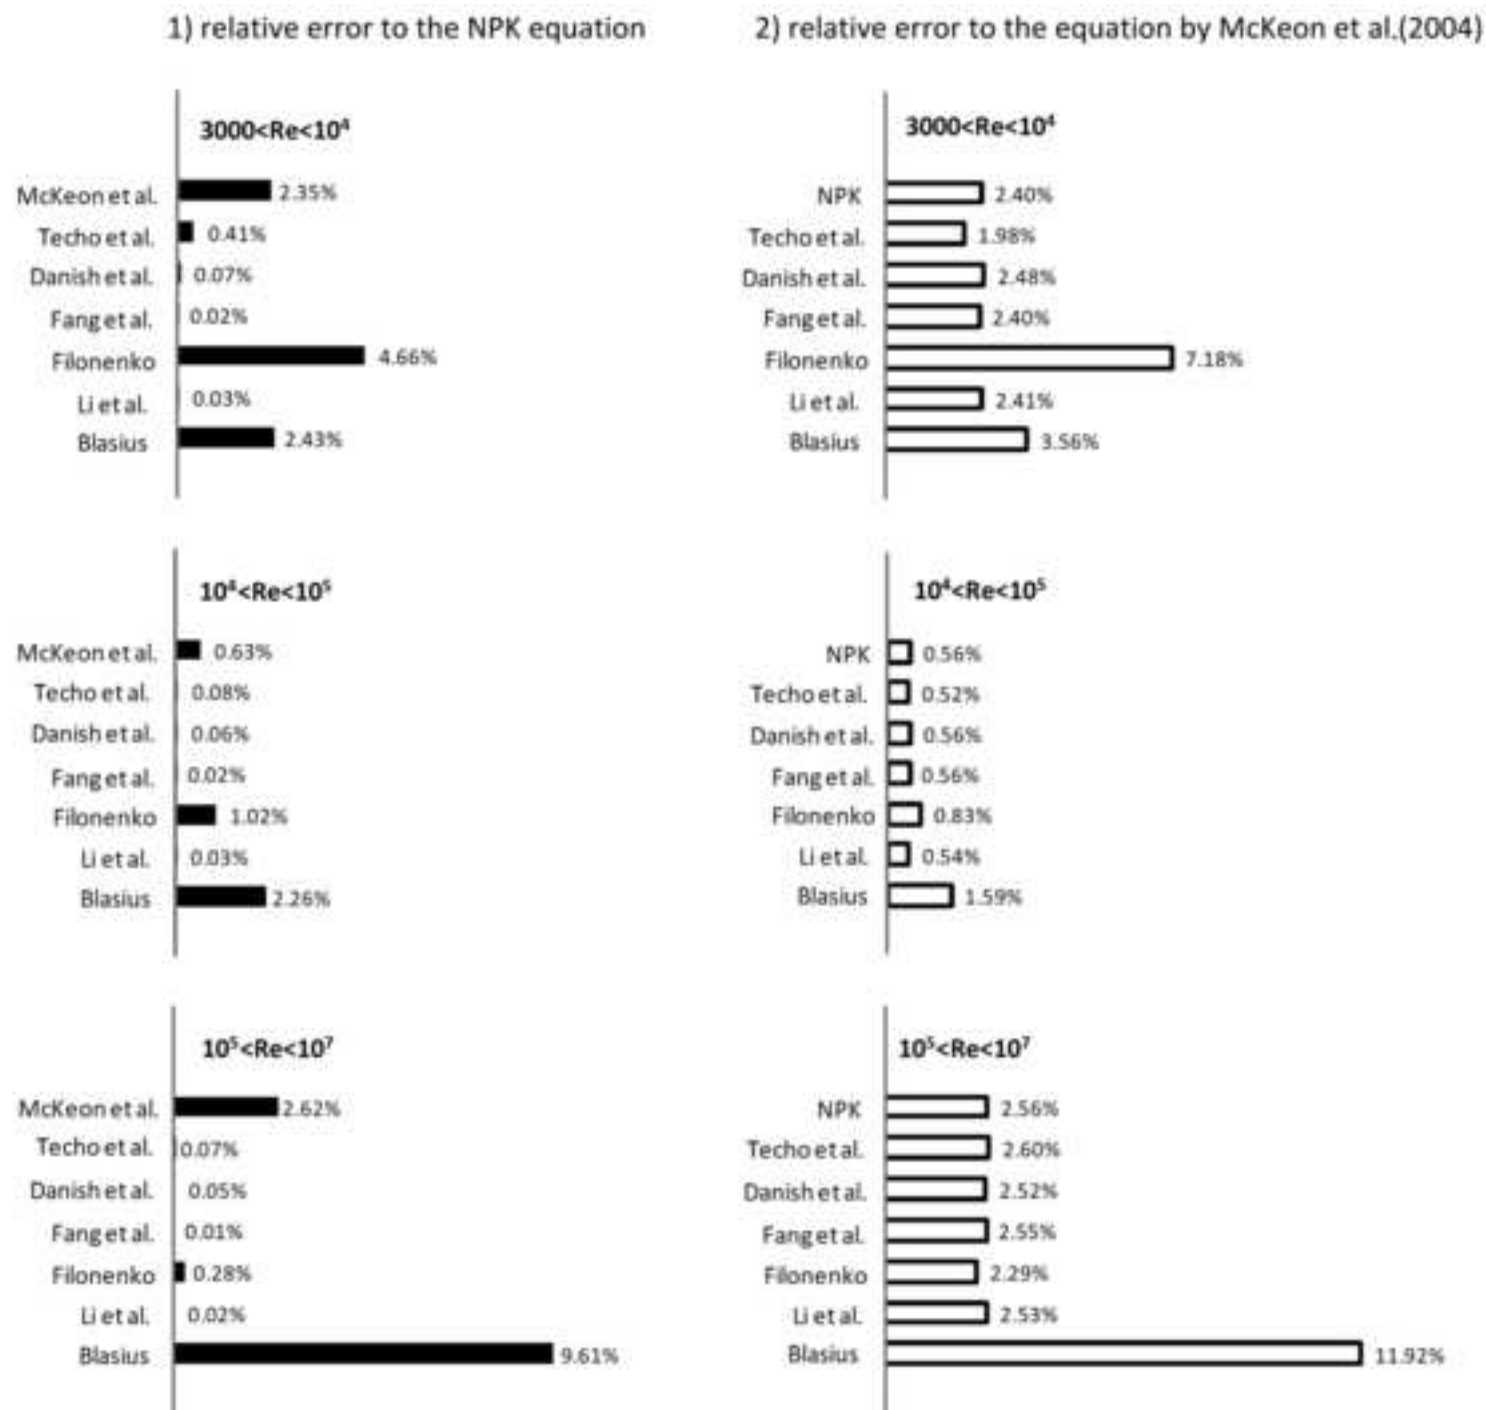 1) relative error to the NPK equation
3000<Re<10⁴
McKeon et al. 2.35%
Techo et al. 0.41%
Danish et al. 0.07%
Fang et al. 0.02%
Filonenko 4.66%
Li et al. 0.03%
Blasius 2.43%
10⁴<Re<10⁵
McKeon et al. 0.63%
Techo et al. 0.08%
Danish et al. 0.06%
Fang et al. 0.02%
Filonenko 1.02%
Li et al. 0.03%
Blasius 2.26%
10⁵<Re<10⁷
McKeon et al. 2.62%
Techo et al. 0.07%
Danish et al. 0.05%
Fang et al. 0.01%
Filonenko 0.28%
Li et al. 0.02%
Blasius 9.61%
2) relative error to the equation by McKeon et al.(2004)
3000<Re<10⁴
NPK 2.40%
Techo et al. 1.98%
Danish et al. 2.48%
Fang et al. 2.40%
Filonenko 7.18%
Li et al. 2.41%
Blasius 3.56%
10⁴<Re<10⁵
NPK 0.56%
Techo et al. 0.52%
Danish et al. 0.56%
Fang et al. 0.56%
Filonenko 0.83%
Li et al. 0.54%
Blasius 1.59%
10⁵<Re<10⁷
NPK 2.56%
Techo et al. 2.60%
Danish et al. 2.52%
Fang et al. 2.55%
Filonenko 2.29%
Li et al. 2.53%
Blasius 11.92%